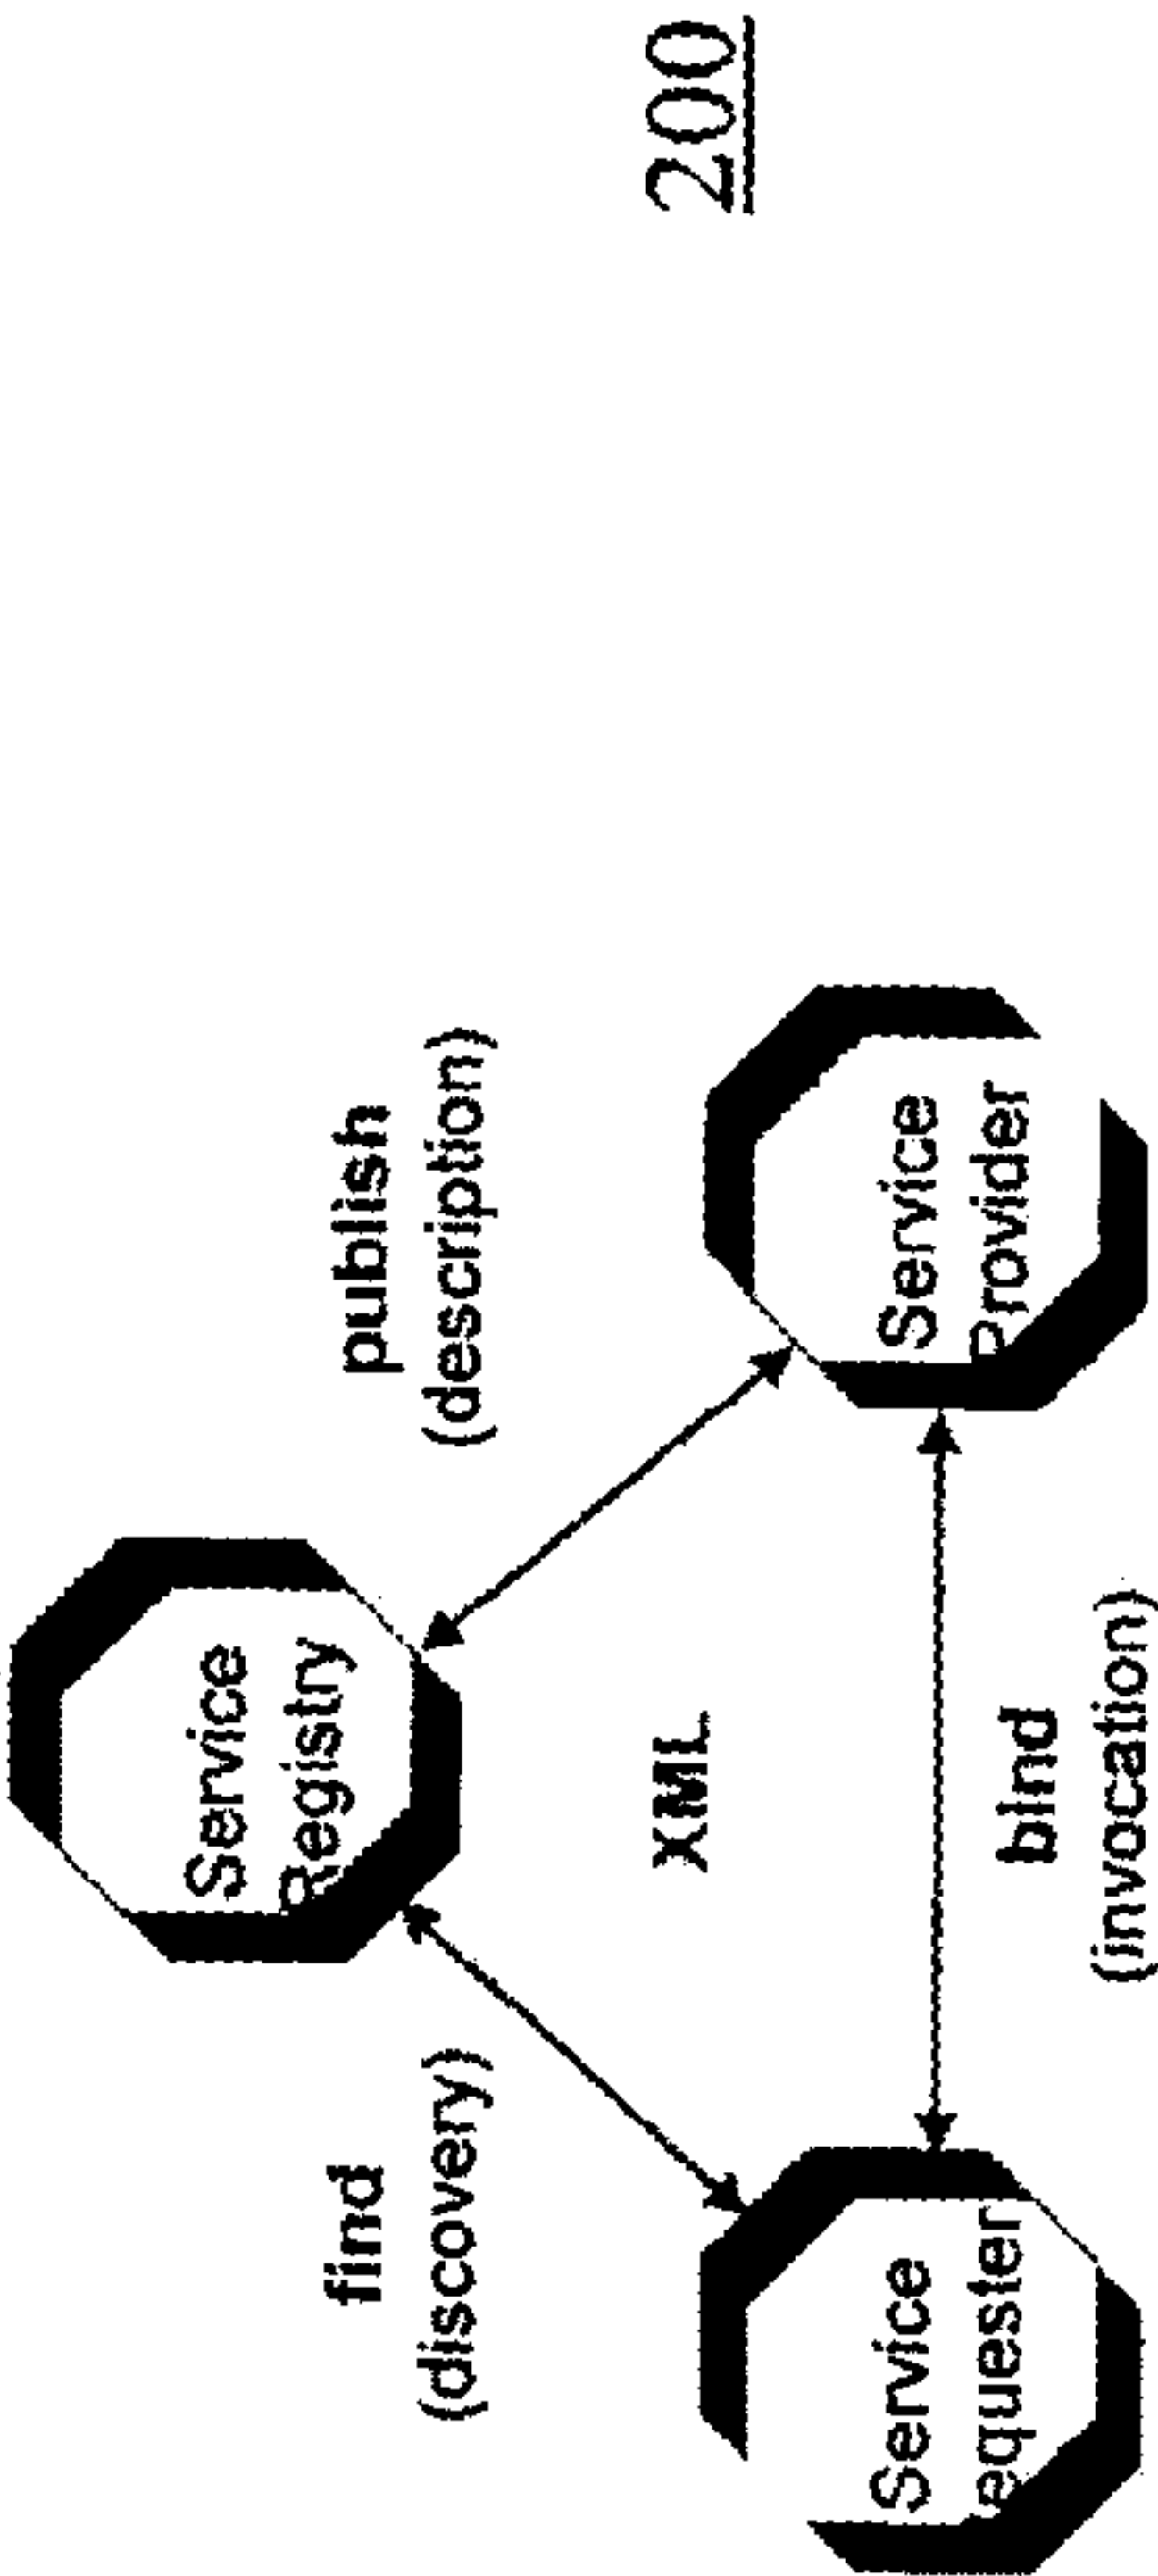 Service
Registry
find
(discovery)
publish
(description)
XML
Service
equester
Service
Provider
bind
(invocation)
200